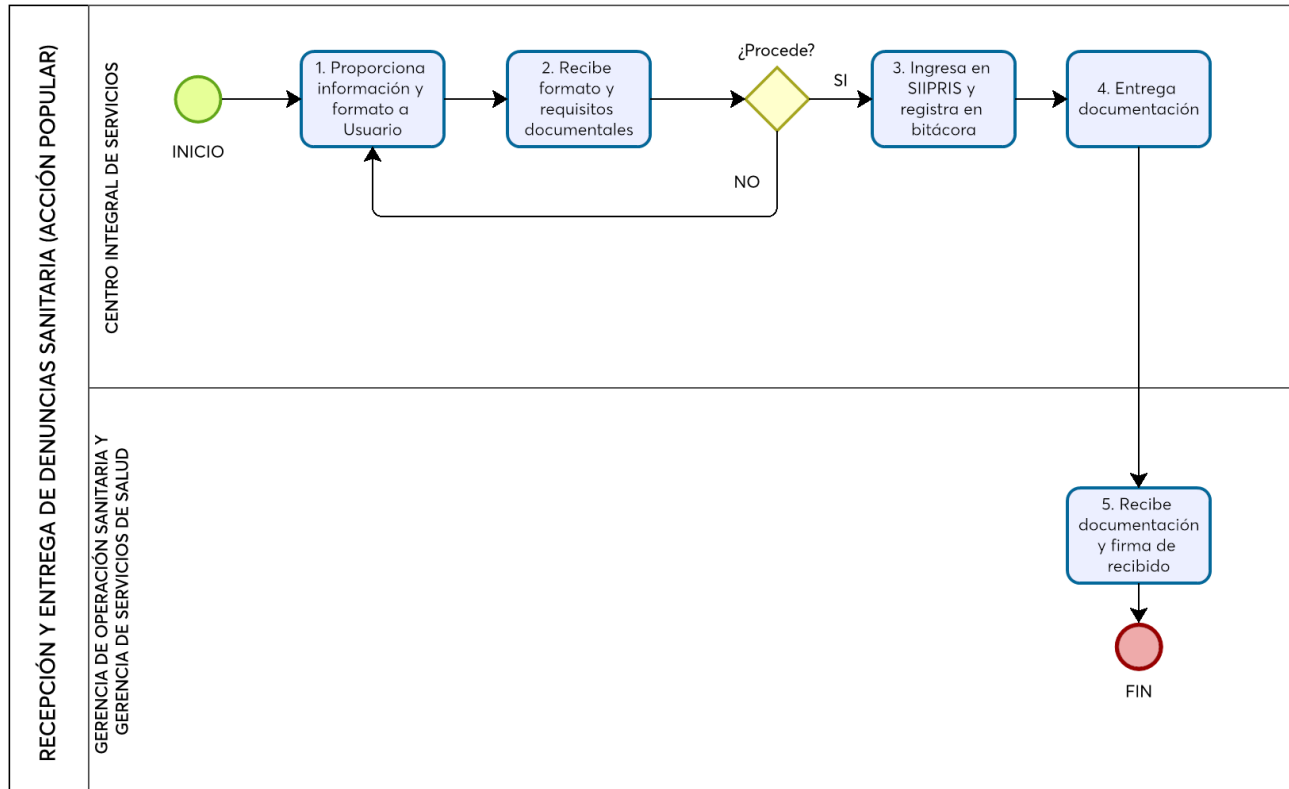 RECEPCIÓN Y ENTREGA DE DENUNCIAS SANITARIA (ACCIÓN POPULAR)
CENTRO INTEGRAL DE SERVICIOS
INICIO
1. Proporciona
información y
formato a
Usuario
2. Recibe
formato y
requisitos
documentales
¿Procede?
SI
NO
3. Ingresa en
SIIPRIS y
registra en
bitácora
4. Entrega
documentación
GERENCIA DE OPERACIÓN SANITARIA Y
GERENCIA DE SERVICIOS DE SALUD
5. Recibe
documentación
y firma de
recibido
FIN